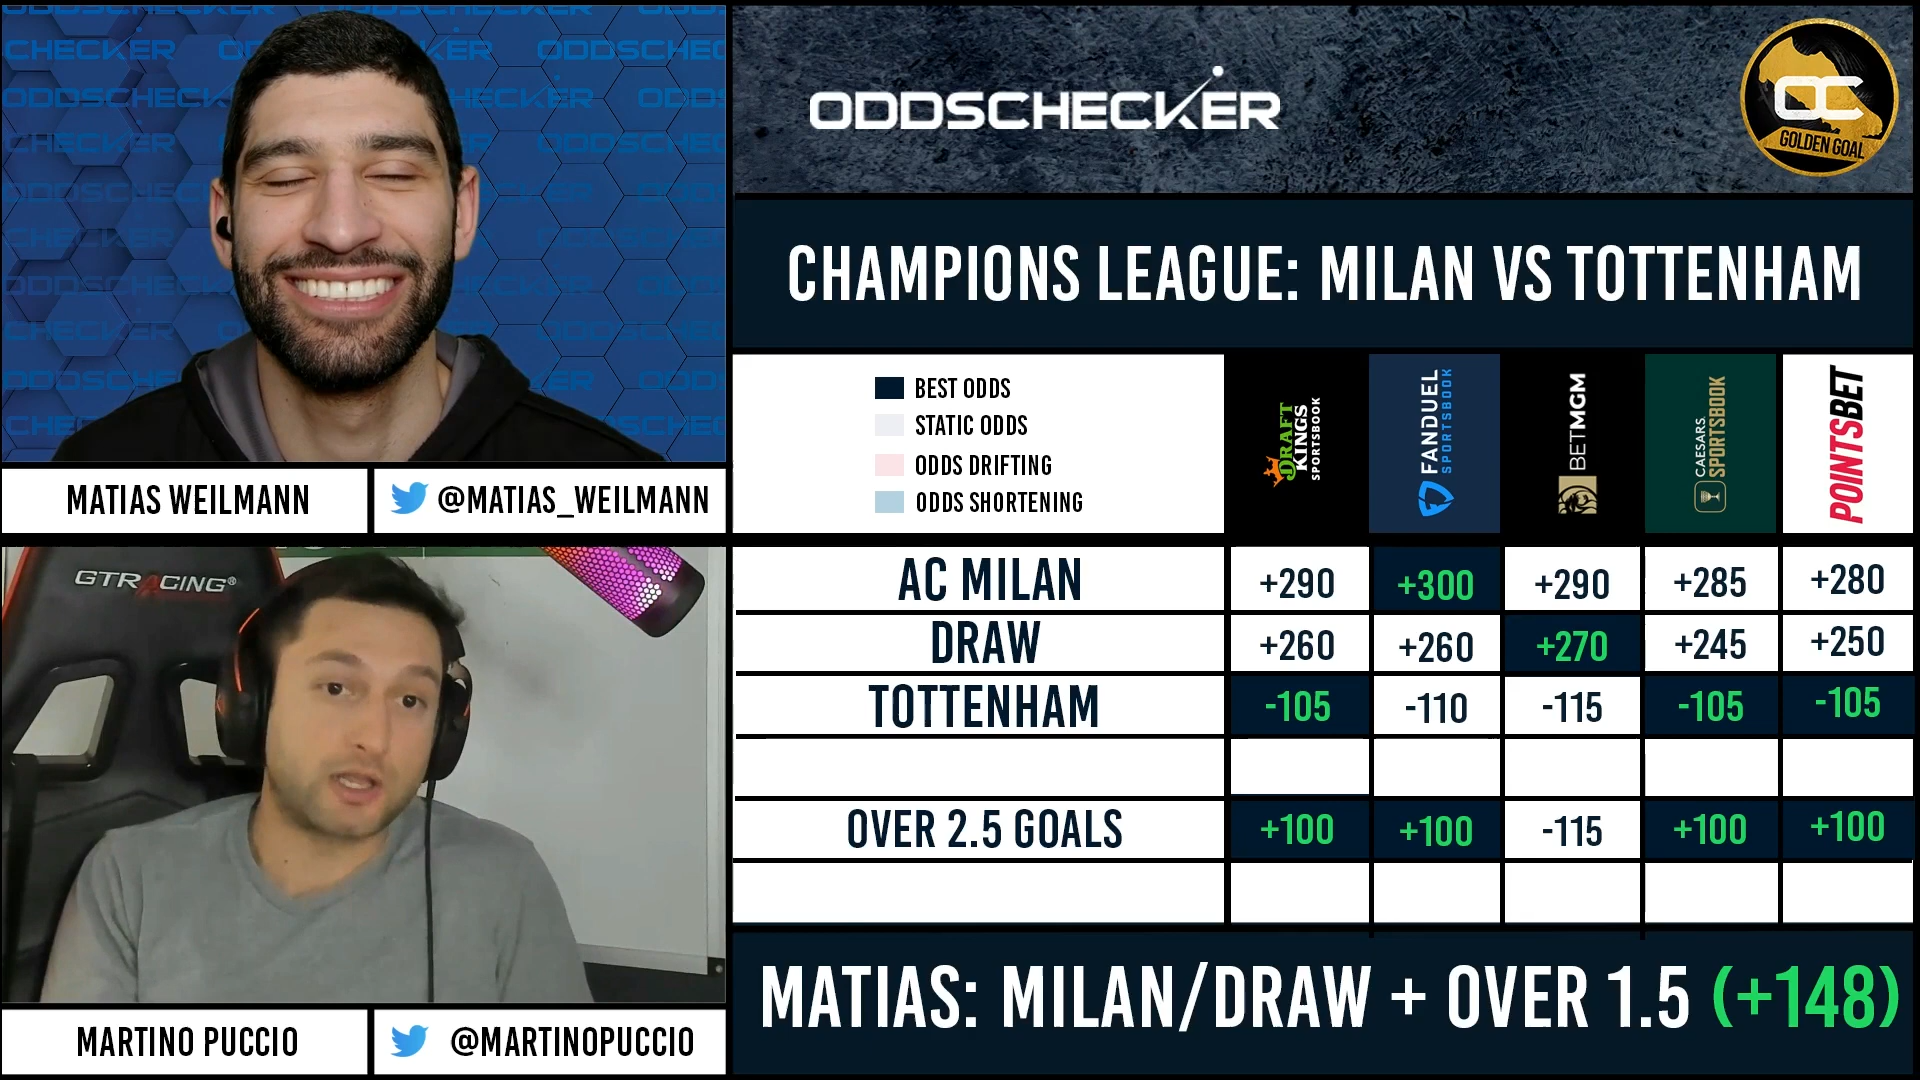 ODDSCHECKER
OC
GOLDEN GOAL
CHAMPIONS LEAGUE: MILAN VS TOTTENHAM
BEST ODDS
STATIC ODDS
ODDS DRIFTING
ODDS SHORTENING
DRAFT KINGS SPORTSBOOK
FANDUEL SPORTSBOOK
BETMGM
CAESARS SPORTSBOOK
POINTSBET
AC MILAN +290 +300 +290 +285 +280
DRAW +260 +260 +270 +245 +250
TOTTENHAM -105 -110 -115 -105 -105
OVER 2.5 GOALS +100 +100 -115 +100 +100
MATIAS: MILAN/DRAW + OVER 1.5 (+148)
MATIAS WEILMANN
@MATIAS_WEILMANN
GTRACING®
MARTINO PUCCIO
@MARTINOPUCCIO